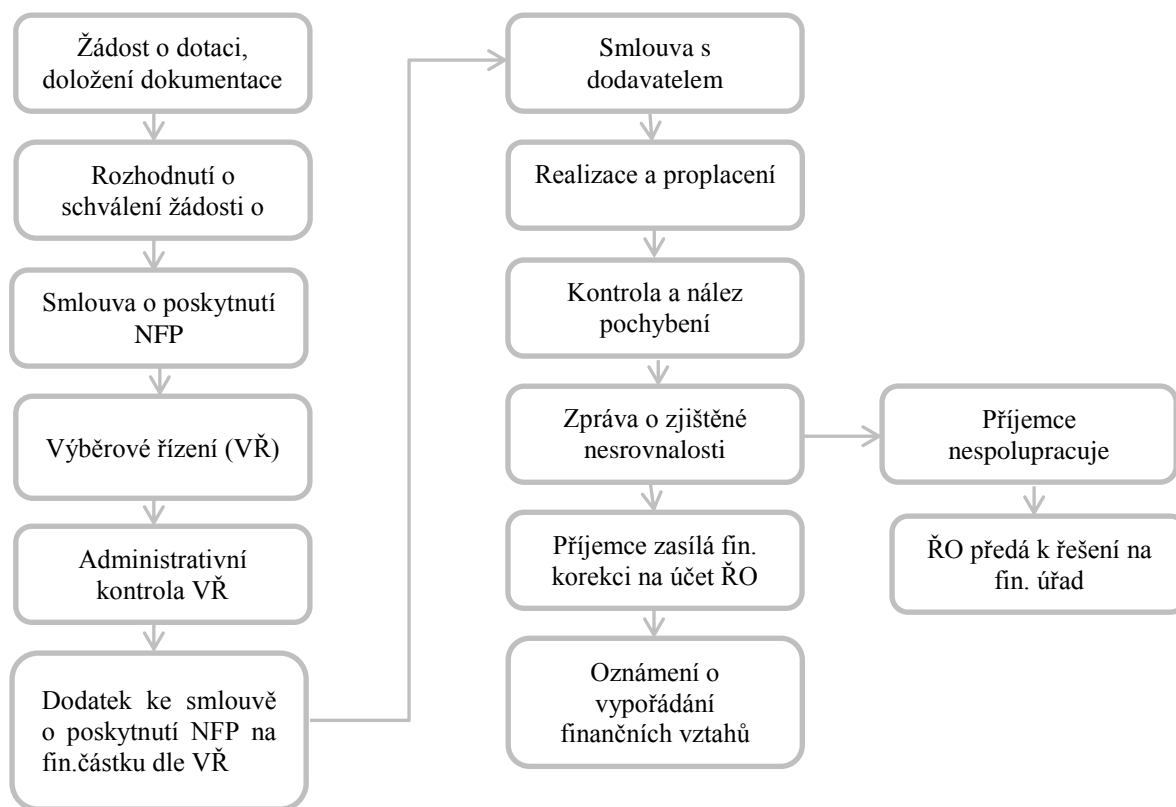 Žádost o dotaci,
doložení dokumentace
Rozhodnutí o
schválení žádosti o
Smlouva o poskytnutí
NFP
Výběrové řízení (VŘ)
Administrativní
kontrola VŘ
Dodatek ke smlouvě
o poskytnutí NFP na
fin.částku dle VŘ
Smlouva s
dodavatelem
Realizace a proplacení
Kontrola a nález
pochybení
Zpráva o zjištěné
nesrovnalosti
Příjemce zasílá fin.
korekci na účet ŘO
Oznámení o
vypořádání
finančních vztahů
Příjemce
nespolupracuje
ŘO předá k řešení na
fin. úřad